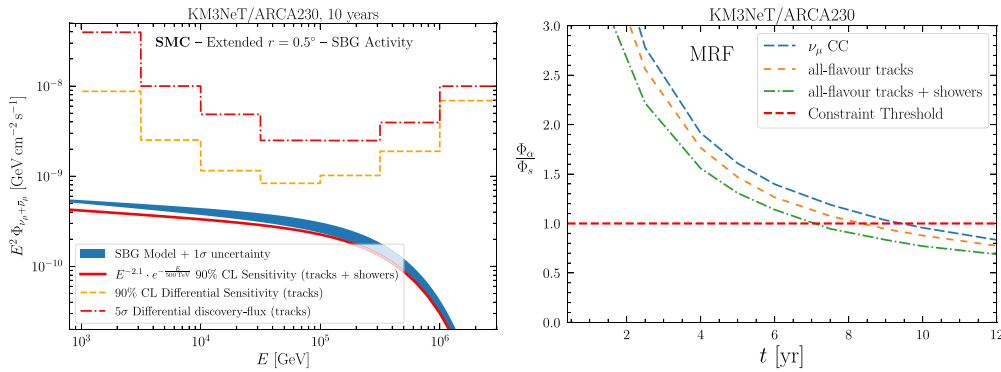 KM3NeT/ARCA230, 10 years
SMC – Extended r = 0.5° – SBG Activity
10⁻⁸
10⁻⁹
10⁻¹⁰
E² Φ_{ν_μ+ν̄_μ} [GeV cm⁻² s⁻¹]
SBG Model + 1σ uncertainty
E^{-2.1} · e^{-\frac{E}{500 TeV}} 90% CL Sensitivity (tracks + showers)
90% CL Differential Sensitivity (tracks)
5σ Differential discovery-flux (tracks)
10³ 10⁴ 10⁵ 10⁶
E [GeV]
KM3NeT/ARCA230
MRF
ν_μ CC
all-flavour tracks
all-flavour tracks + showers
Constraint Threshold
3.0
2.5
2.0
1.5
1.0
0.5
0.0
Φ_α
Φ_s
2 4 6 8 10 12
t [yr]